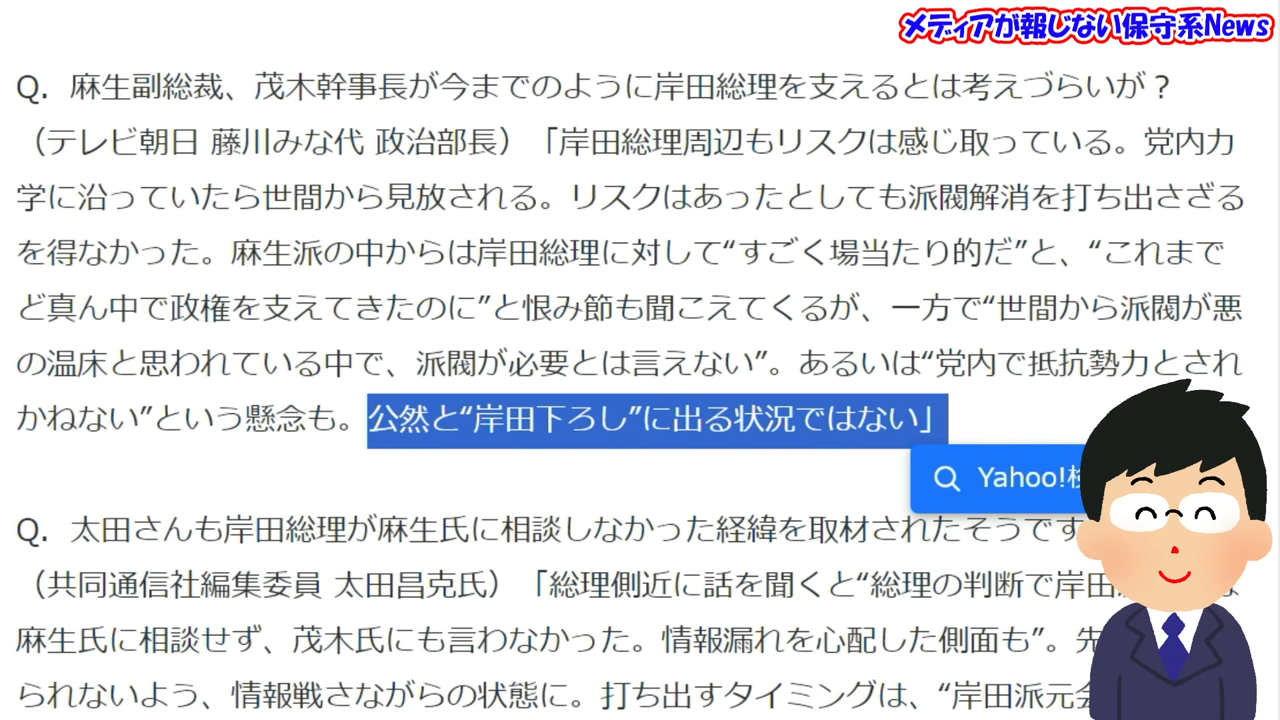 メディアが報じない保守系News
Q．麻生副総裁、茂木幹事長が今までのように岸田総理を支えるとは考えづらいが？
（テレビ朝日 藤川みな代 政治部長）「岸田総理周辺もリスクは感じ取っている。党内力
学に沿っていたら世間から見放される。リスクはあったとしても派閥解消を打ち出さざる
を得なかった。麻生派の中からは岸田総理に対して“すごく場当たり的だ”と、“これまで
ど真ん中で政権を支えてきたのに”と恨み節も聞こえてくるが、一方で“世間から派閥が悪
の温床と思われている中で、派閥が必要とは言えない”。あるいは“党内で抵抗勢力とされ
かねない”という懸念も。公然と“岸田下ろし”に出る状況ではない」
Yahoo!検
Q．太田さんも岸田総理が麻生氏に相談しなかった経緯を取材されたそうです
（共同通信社編集委員 太田昌克氏）「総理側近に話を聞くと“総理の判断で岸田
麻生氏に相談せず、茂木氏にも言わなかった。情報漏れを心配した側面も”。先
られないよう、情報戦さながらの状態に。打ち出すタイミングは、“岸田派元会